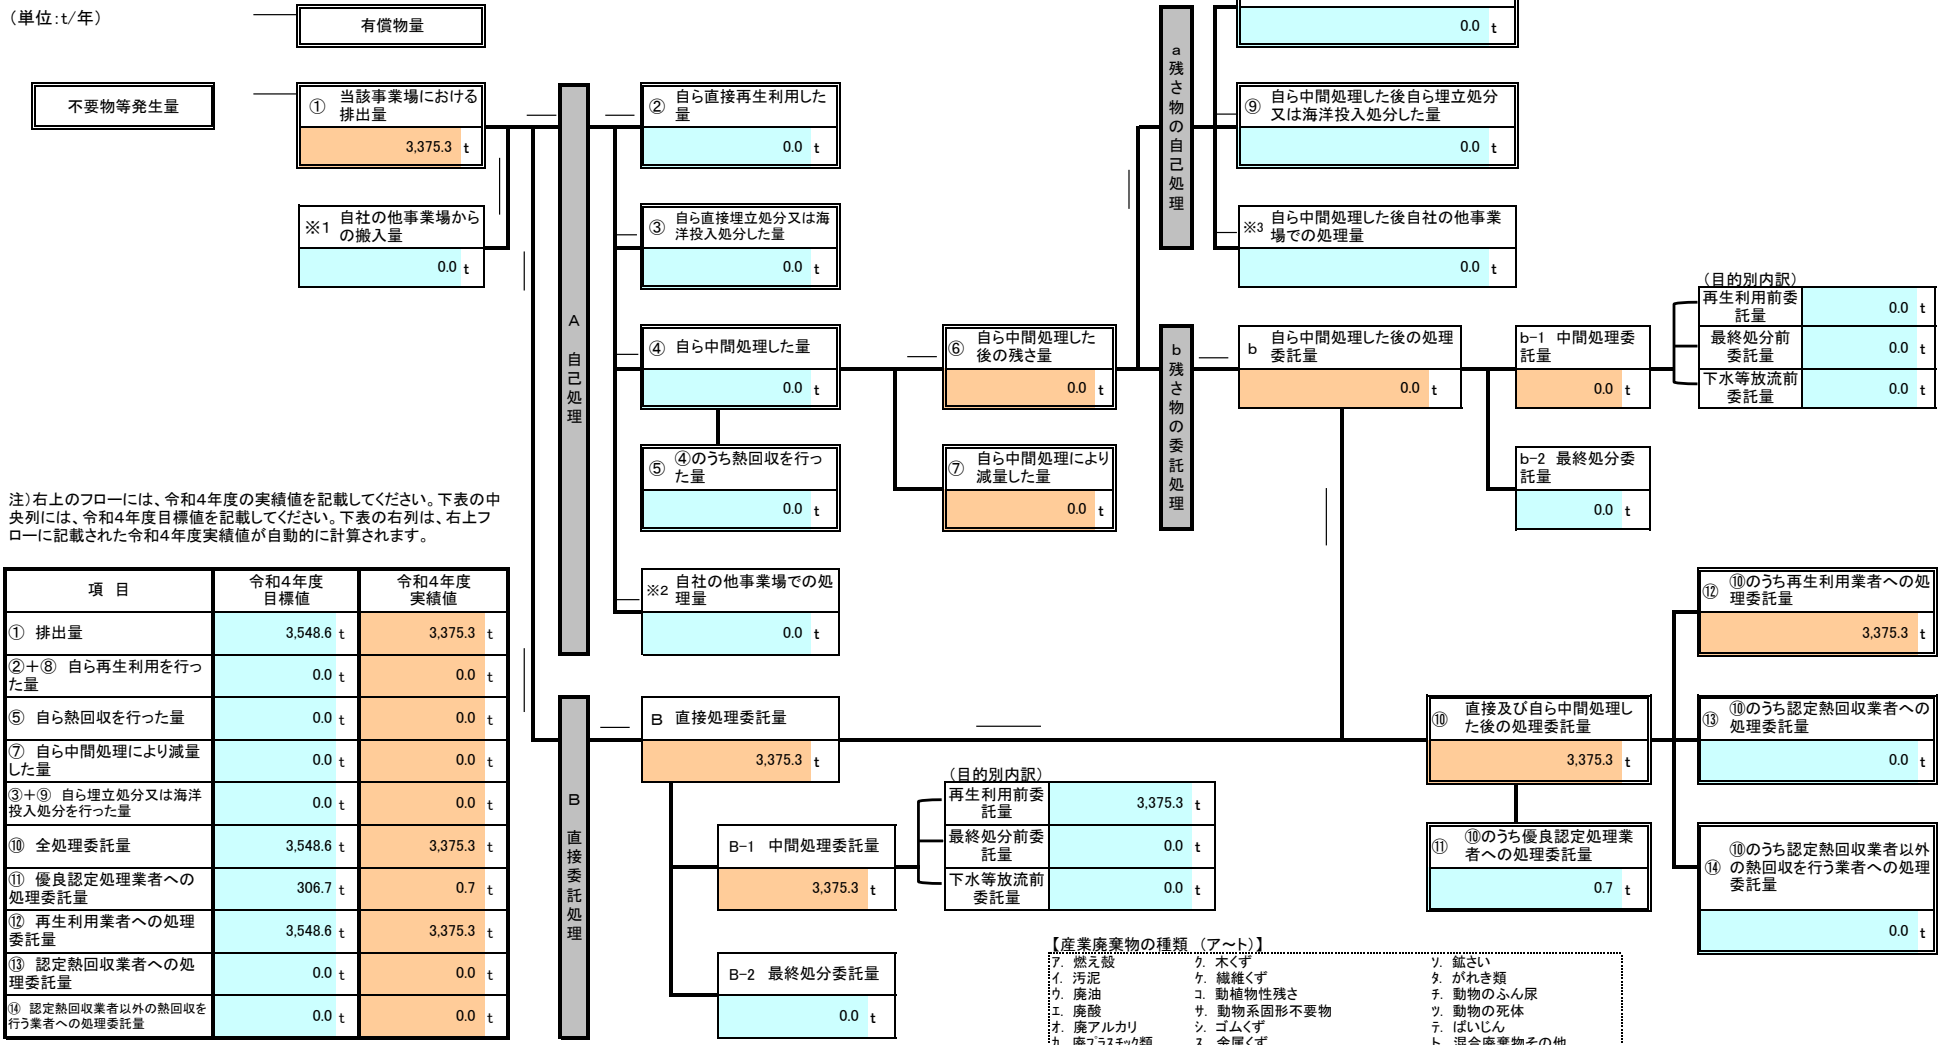 （単位：t/年）
有償物量
0.0 t
不要物等発生量
① 当該事業場における
排出量
3,375.3 t
※1 自社の他事業場から
の搬入量
0.0 t
A
自己処理
② 自ら直接再生利用した
量
0.0 t
③ 自ら直接埋立処分又は海
洋投入処分した量
0.0 t
④ 自ら中間処理した量
0.0 t
⑤ ④のうち熱回収を行っ
た量
0.0 t
※2 自社の他事業場での処
理量
0.0 t
⑥ 自ら中間処理した
後の残さ量
0.0 t
⑦ 自ら中間処理により
減量した量
0.0 t
a残さ物の自己処理
⑨ 自ら中間処理した後自ら埋立処分
又は海洋投入処分した量
0.0 t
※3 自ら中間処理した後自社の他事業
場での処理量
0.0 t
b残さ物の委託処理
b 自ら中間処理した後の処理
委託量
0.0 t
b-1 中間処理委
託量
0.0 t
b-2 最終処分委
託量
0.0 t
（目的別内訳）
再生利用前委
託量
0.0 t
最終処分前
委託量
0.0 t
下水等放流前
委託量
0.0 t
注）右上のフローには、令和４年度の実績値を記載してください。下表の中
央列には、令和４年度目標値を記載してください。下表の右列は、右上フ
ローに記載された令和４年度実績値が自動的に計算されます。
項 目 令和４年度 令和４年度
目標値 実績値
① 排出量 3,548.6 t 3,375.3 t
②＋⑧ 自ら再生利用を行っ
た量 0.0 t 0.0 t
⑤ 自ら熱回収を行った量 0.0 t 0.0 t
⑦ 自ら中間処理により減量
した量 0.0 t 0.0 t
③＋⑨ 自ら埋立処分又は海洋
投入処分を行った量 0.0 t 0.0 t
⑩ 全処理委託量 3,548.6 t 3,375.3 t
⑪ 優良認定処理業者への
処理委託量 306.7 t 0.7 t
⑫ 再生利用業者への処理
委託量 3,548.6 t 3,375.3 t
⑬ 認定熱回収業者への処
理委託量 0.0 t 0.0 t
⑭ 認定熱回収業者以外の熱回収を
行う業者への処理委託量 0.0 t 0.0 t
B
直接委託処理
B 直接処理委託量
3,375.3 t
B-1 中間処理委託量
3,375.3 t
B-2 最終処分委託量
0.0 t
（目的別内訳）
再生利用前委
託量
3,375.3 t
最終処分前委
託量
0.0 t
下水等放流前
委託量
0.0 t
⑩ 直接及び自ら中間処理し
た後の処理委託量
3,375.3 t
⑪ ⑩のうち優良認定処理業
者への処理委託量
0.7 t
⑫ ⑩のうち再生利用業者への処
理委託量
3,375.3 t
⑬ ⑩のうち認定熱回収業者への
処理委託量
0.0 t
⑭ ⑩のうち認定熱回収業者以外
の熱回収を行う業者への処理
委託量
0.0 t
【産業廃棄物の種類 （ア～ト）】
ア. 燃え殻 ク. 木くず ソ. 鉱さい
イ. 汚泥 ケ. 繊維くず タ. がれき類
ウ. 廃油 コ. 動植物性残さ チ. 動物のふん尿
エ. 廃酸 サ. 動物系固形不要物 ツ. 動物の死体
オ. 廃アルカリ シ. ゴムくず テ. ばいじん
カ. 廃プラスチック類 ス. 金属くず ト. 混合廃棄物その他